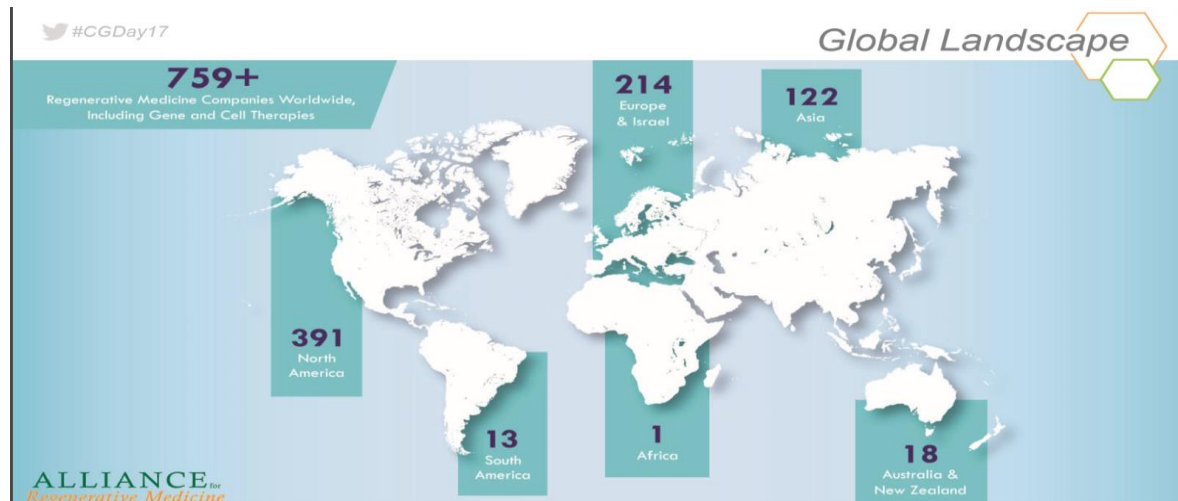 #CGDay17
Global Landscape
759+
Regenerative Medicine Companies Worldwide,
Including Gene and Cell Therapies
214
Europe
& Israel
122
Asia
391
North
America
13
South
America
1
Africa
18
Australia &
New Zealand
ALLIANCE for
Regenerative Medicine